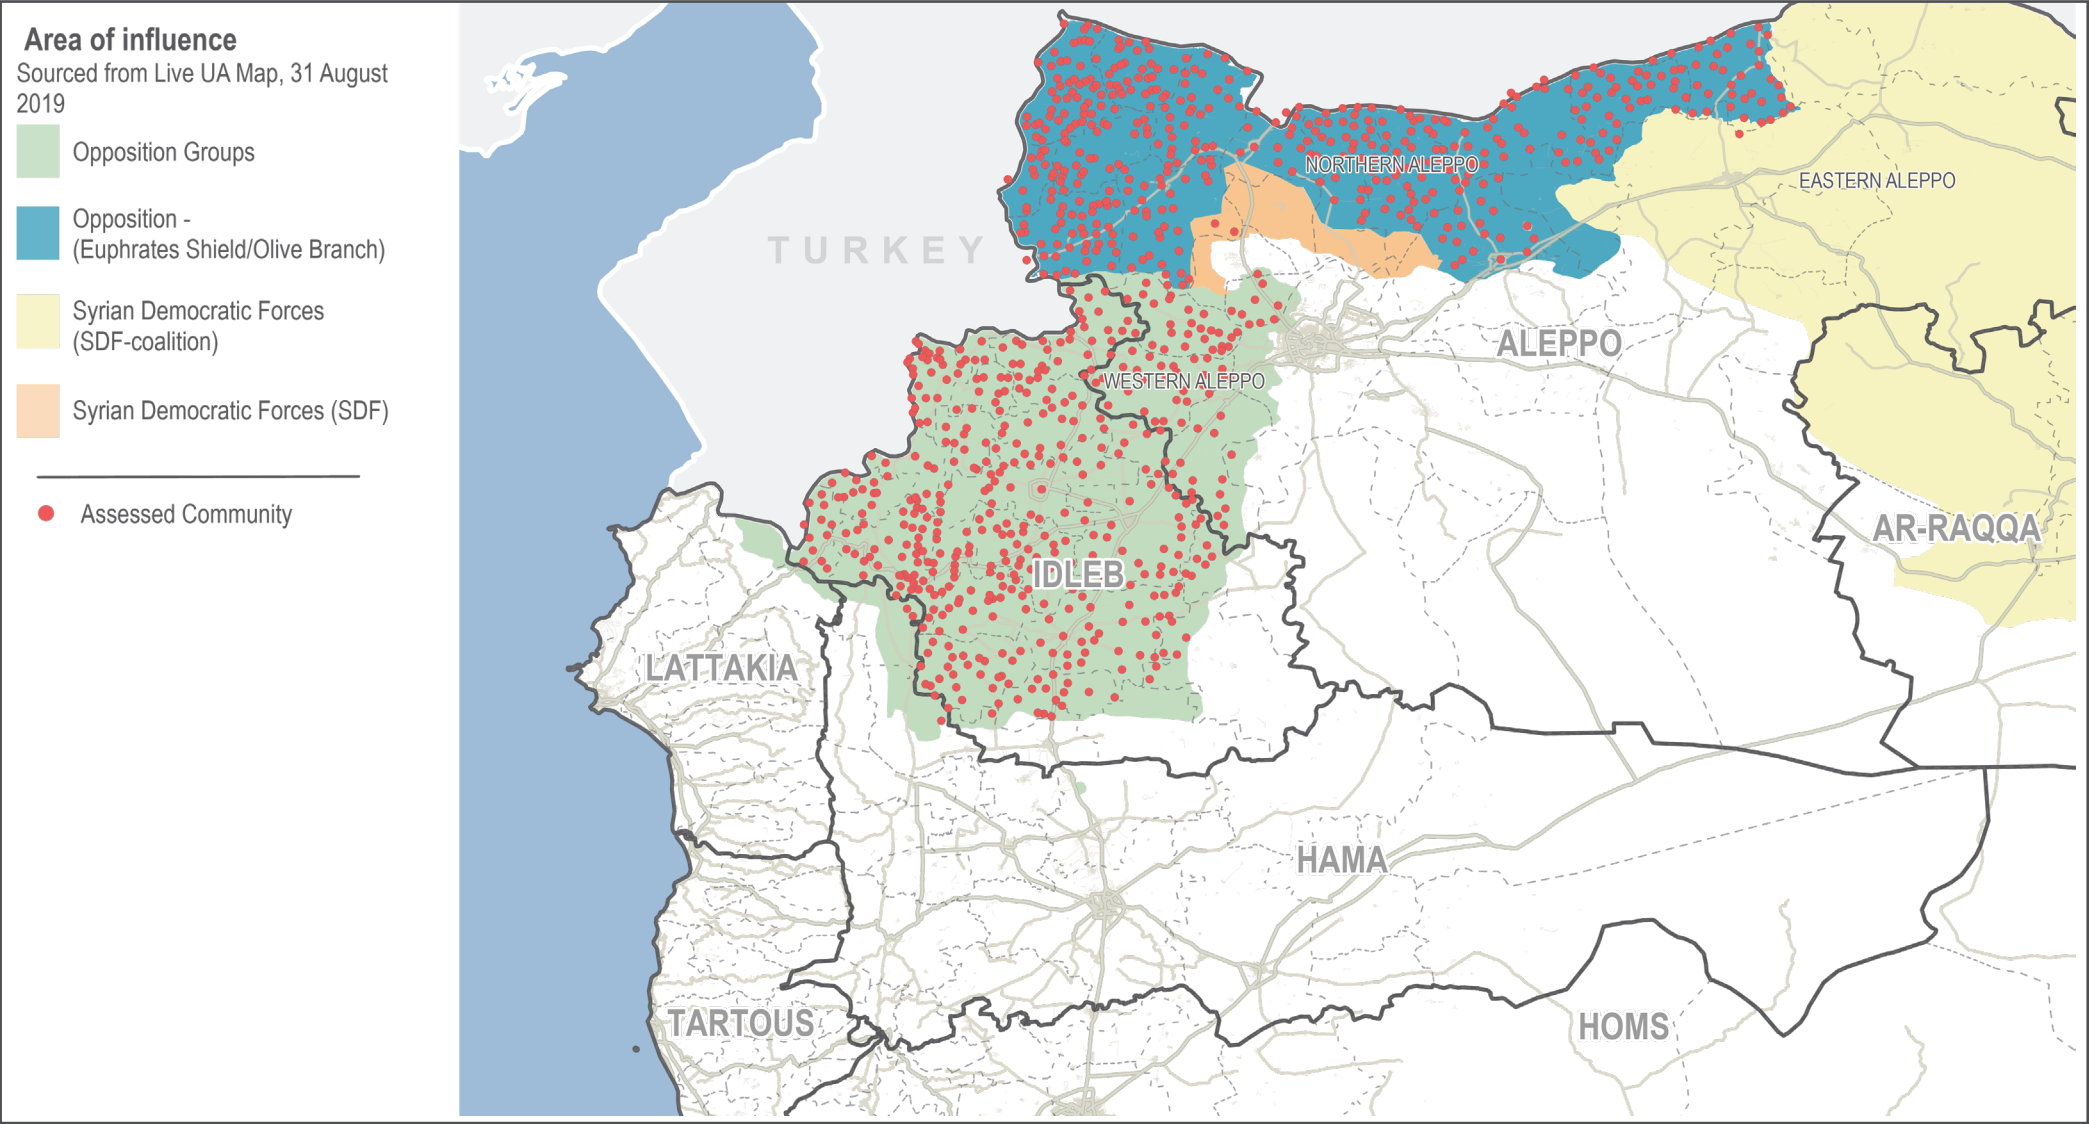 Area of influence
Sourced from Live UA Map, 31 August
2019
Opposition Groups
Opposition -
(Euphrates Shield/Olive Branch)
Syrian Democratic Forces
(SDF-coalition)
Syrian Democratic Forces (SDF)
Assessed Community
TURKEY
NORTHERN ALEPPO
EASTERN ALEPPO
ALEPPO
WESTERN ALEPPO
AR-RAQQA
IDLEB
LATTAKIA
HAMA
TARTOUS
HOMS